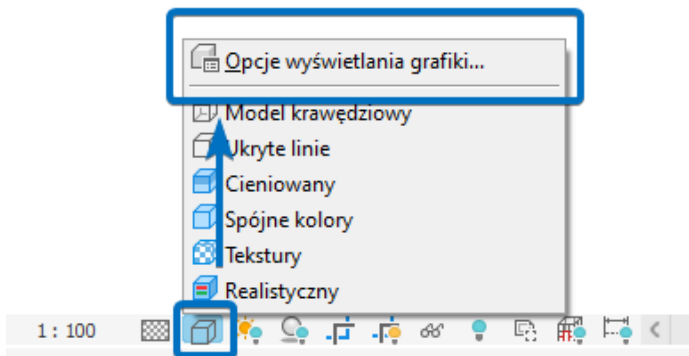 Opcje wyświetlania grafiki...
Model krawędziowy
Ukryte linie
Cieniowany
Spójne kolory
Tekstury
Realistyczny
1 : 100